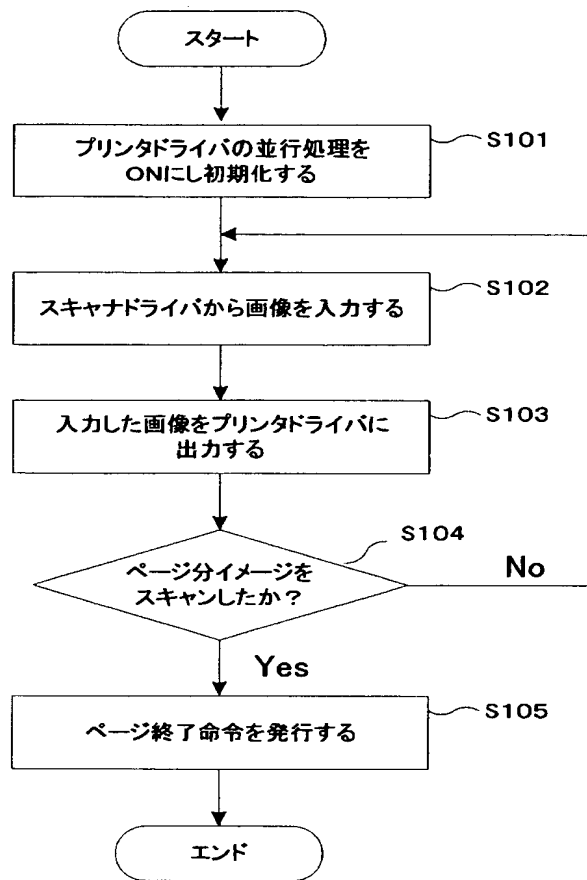 スタート
プリンタドライバの並行処理を
ONにし初期化する
S101
スキャナドライバから画像を入力する
S102
入力した画像をプリンタドライバに
出力する
S103
ページ分イメージを
スキャンしたか？
S104
No
Yes
ページ終了命令を発行する
S105
エンド